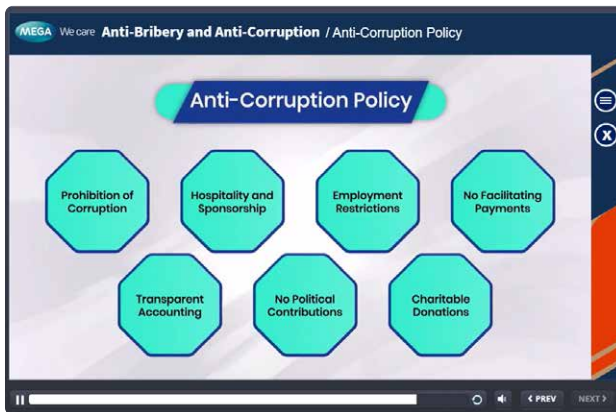 MEGA We care Anti-Bribery and Anti-Corruption / Anti-Corruption Policy
Anti-Corruption Policy
Prohibition of
Corruption
Hospitality and
Sponsorship
Employment
Restrictions
No Facilitating
Payments
Transparent
Accounting
No Political
Contributions
Charitable
Donations
X
< PREV
NEXT >